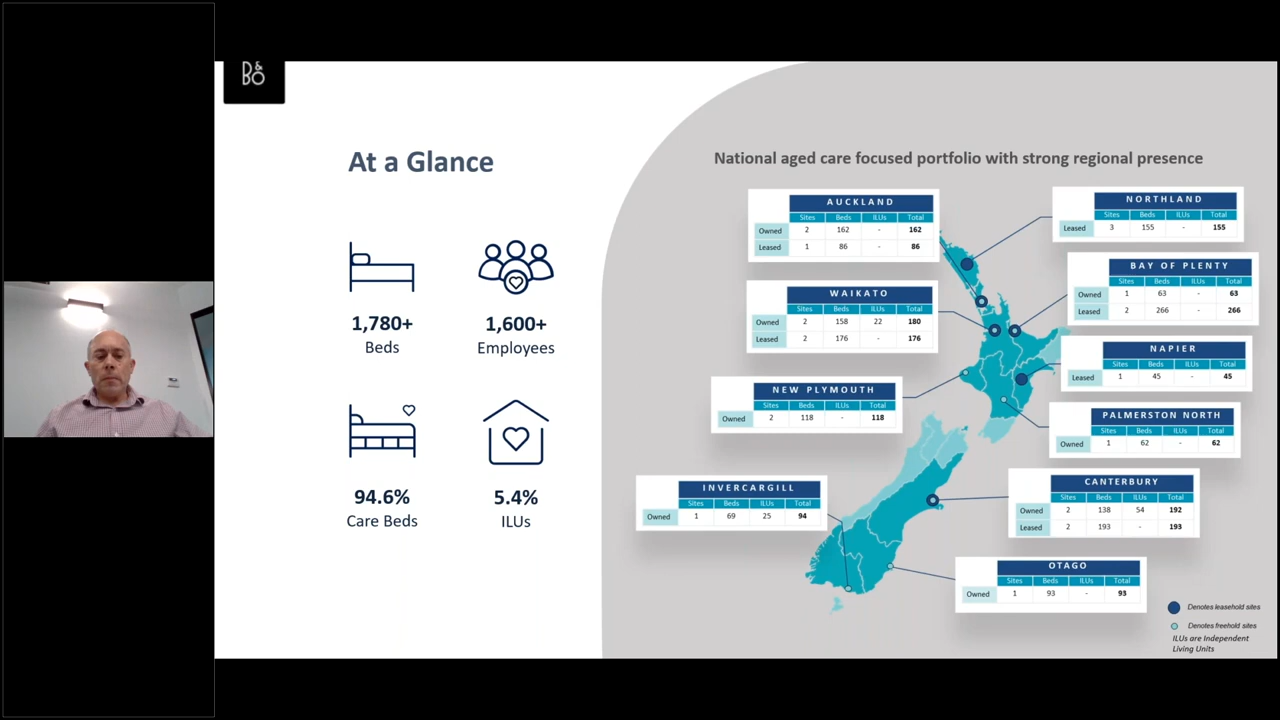 B&O
At a Glance
1,780+
Beds
1,600+
Employees
94.6%
Care Beds
5.4%
ILUs
National aged care focused portfolio with strong regional presence
AUCKLAND
Sites Beds ILUs Total
Owned 2 162 - 162
Leased 1 86 - 86
NORTHLAND
Sites Beds ILUs Total
Leased 3 155 - 155
WAIKATO
Sites Beds ILUs Total
Owned 2 158 22 180
Leased 2 176 - 176
BAY OF PLENTY
Sites Beds ILUs Total
Owned 1 63 - 63
Leased 2 266 - 266
NAPIER
Sites Beds ILUs Total
Leased 1 45 - 45
NEW PLYMOUTH
Sites Beds ILUs Total
Owned 2 118 - 118
PALMERSTON NORTH
Sites Beds ILUs Total
Owned 1 62 - 62
INVERCARGILL
Sites Beds ILUs Total
Owned 1 69 25 94
CANTERBURY
Sites Beds ILUs Total
Owned 2 138 54 192
Leased 2 193 - 193
OTAGO
Sites Beds ILUs Total
Owned 1 93 - 93
Denotes leasehold sites
Denotes freehold sites
ILUs are Independent
Living Units